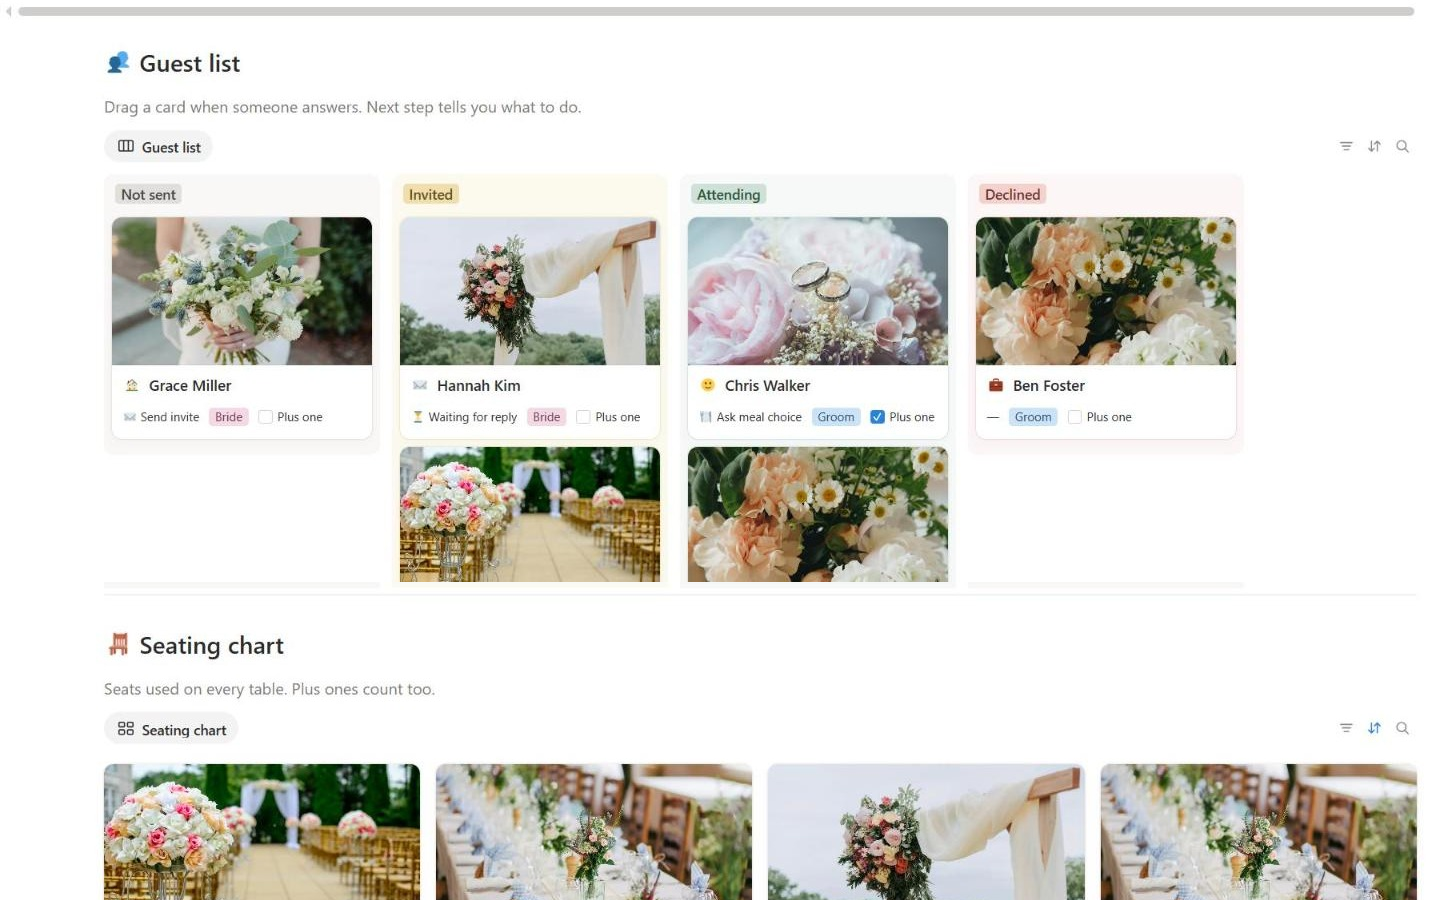 Guest list
Drag a card when someone answers. Next step tells you what to do.
Guest list
Not sent
Grace Miller
Send invite Bride Plus one
Invited
Hannah Kim
Waiting for reply Bride Plus one
Attending
Chris Walker
Ask meal choice Groom Plus one
Declined
Ben Foster
— Groom Plus one
Seating chart
Seats used on every table. Plus ones count too.
Seating chart